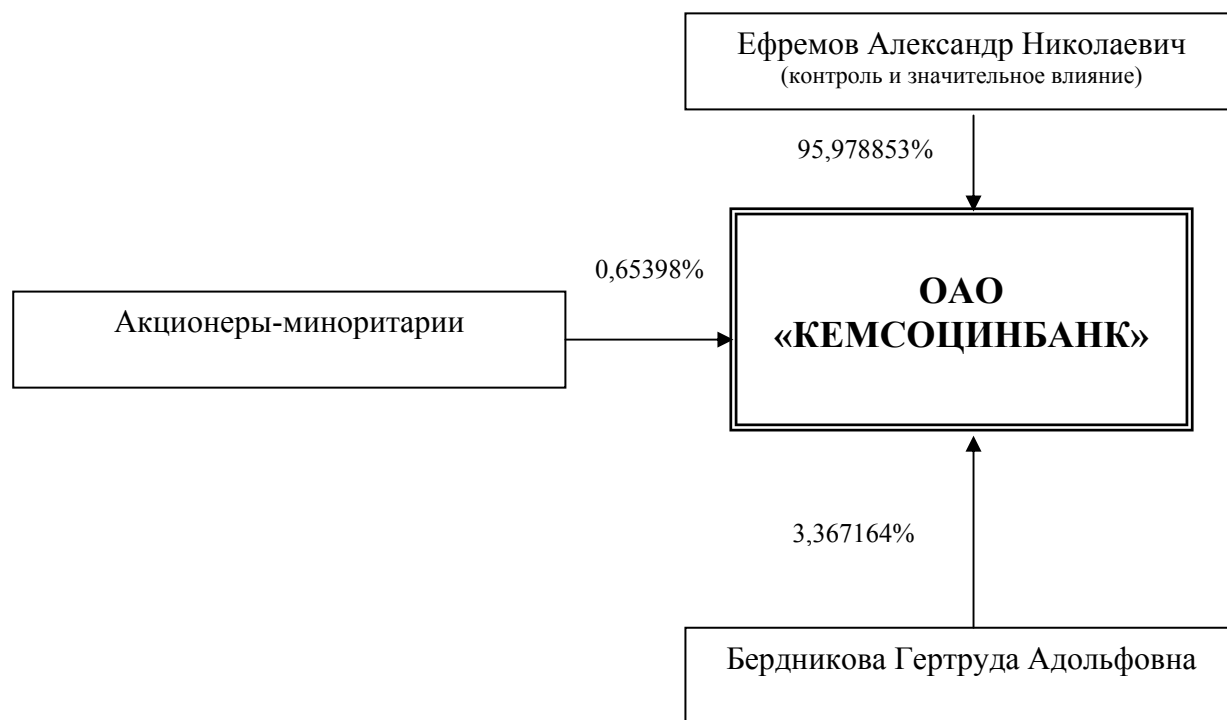 Ефремов Александр Николаевич
(контроль и значительное влияние)
95,978853%
0,65398%
Акционеры-миноритарии
ОАО
«КЕМСОЦИНБАНК»
3,367164%
Бердникова Гертруда Адольфовна